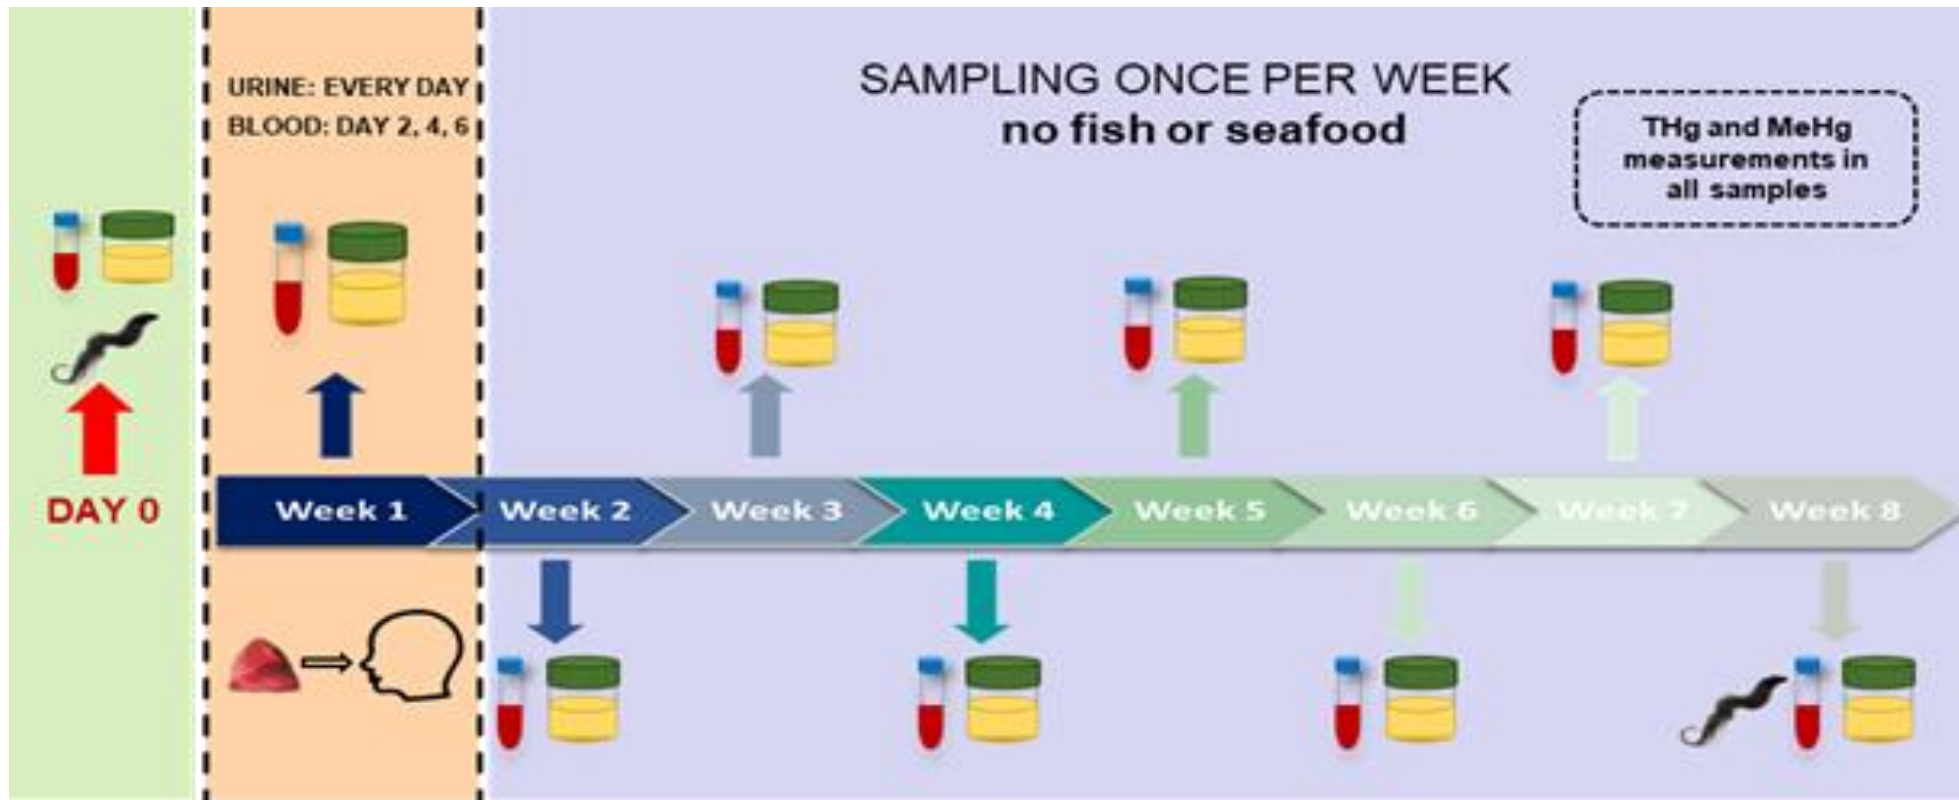 URINE: EVERY DAY
BLOOD: DAY 2, 4, 6
SAMPLING ONCE PER WEEK
no fish or seafood
THg and MeHg
measurements in
all samples
DAY 0
Week 1
Week 2
Week 3
Week 4
Week 5
Week 6
Week 7
Week 8